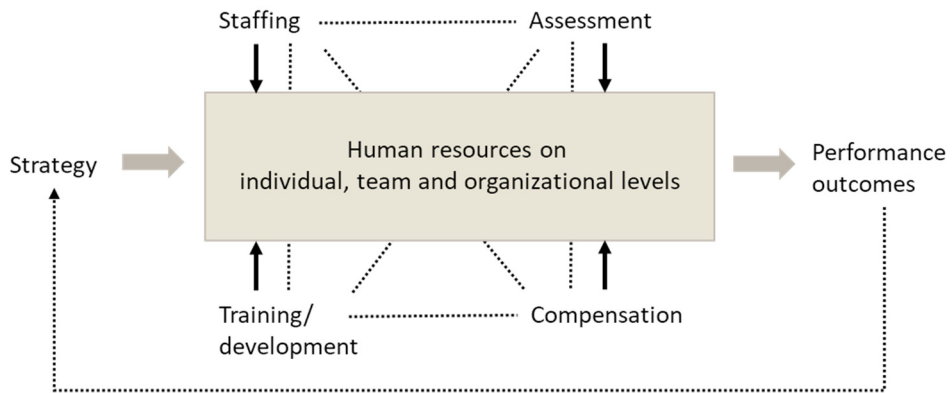 Staffing
Assessment
Strategy
Human resources on
individual, team and organizational levels
Performance
outcomes
Training/
development
Compensation